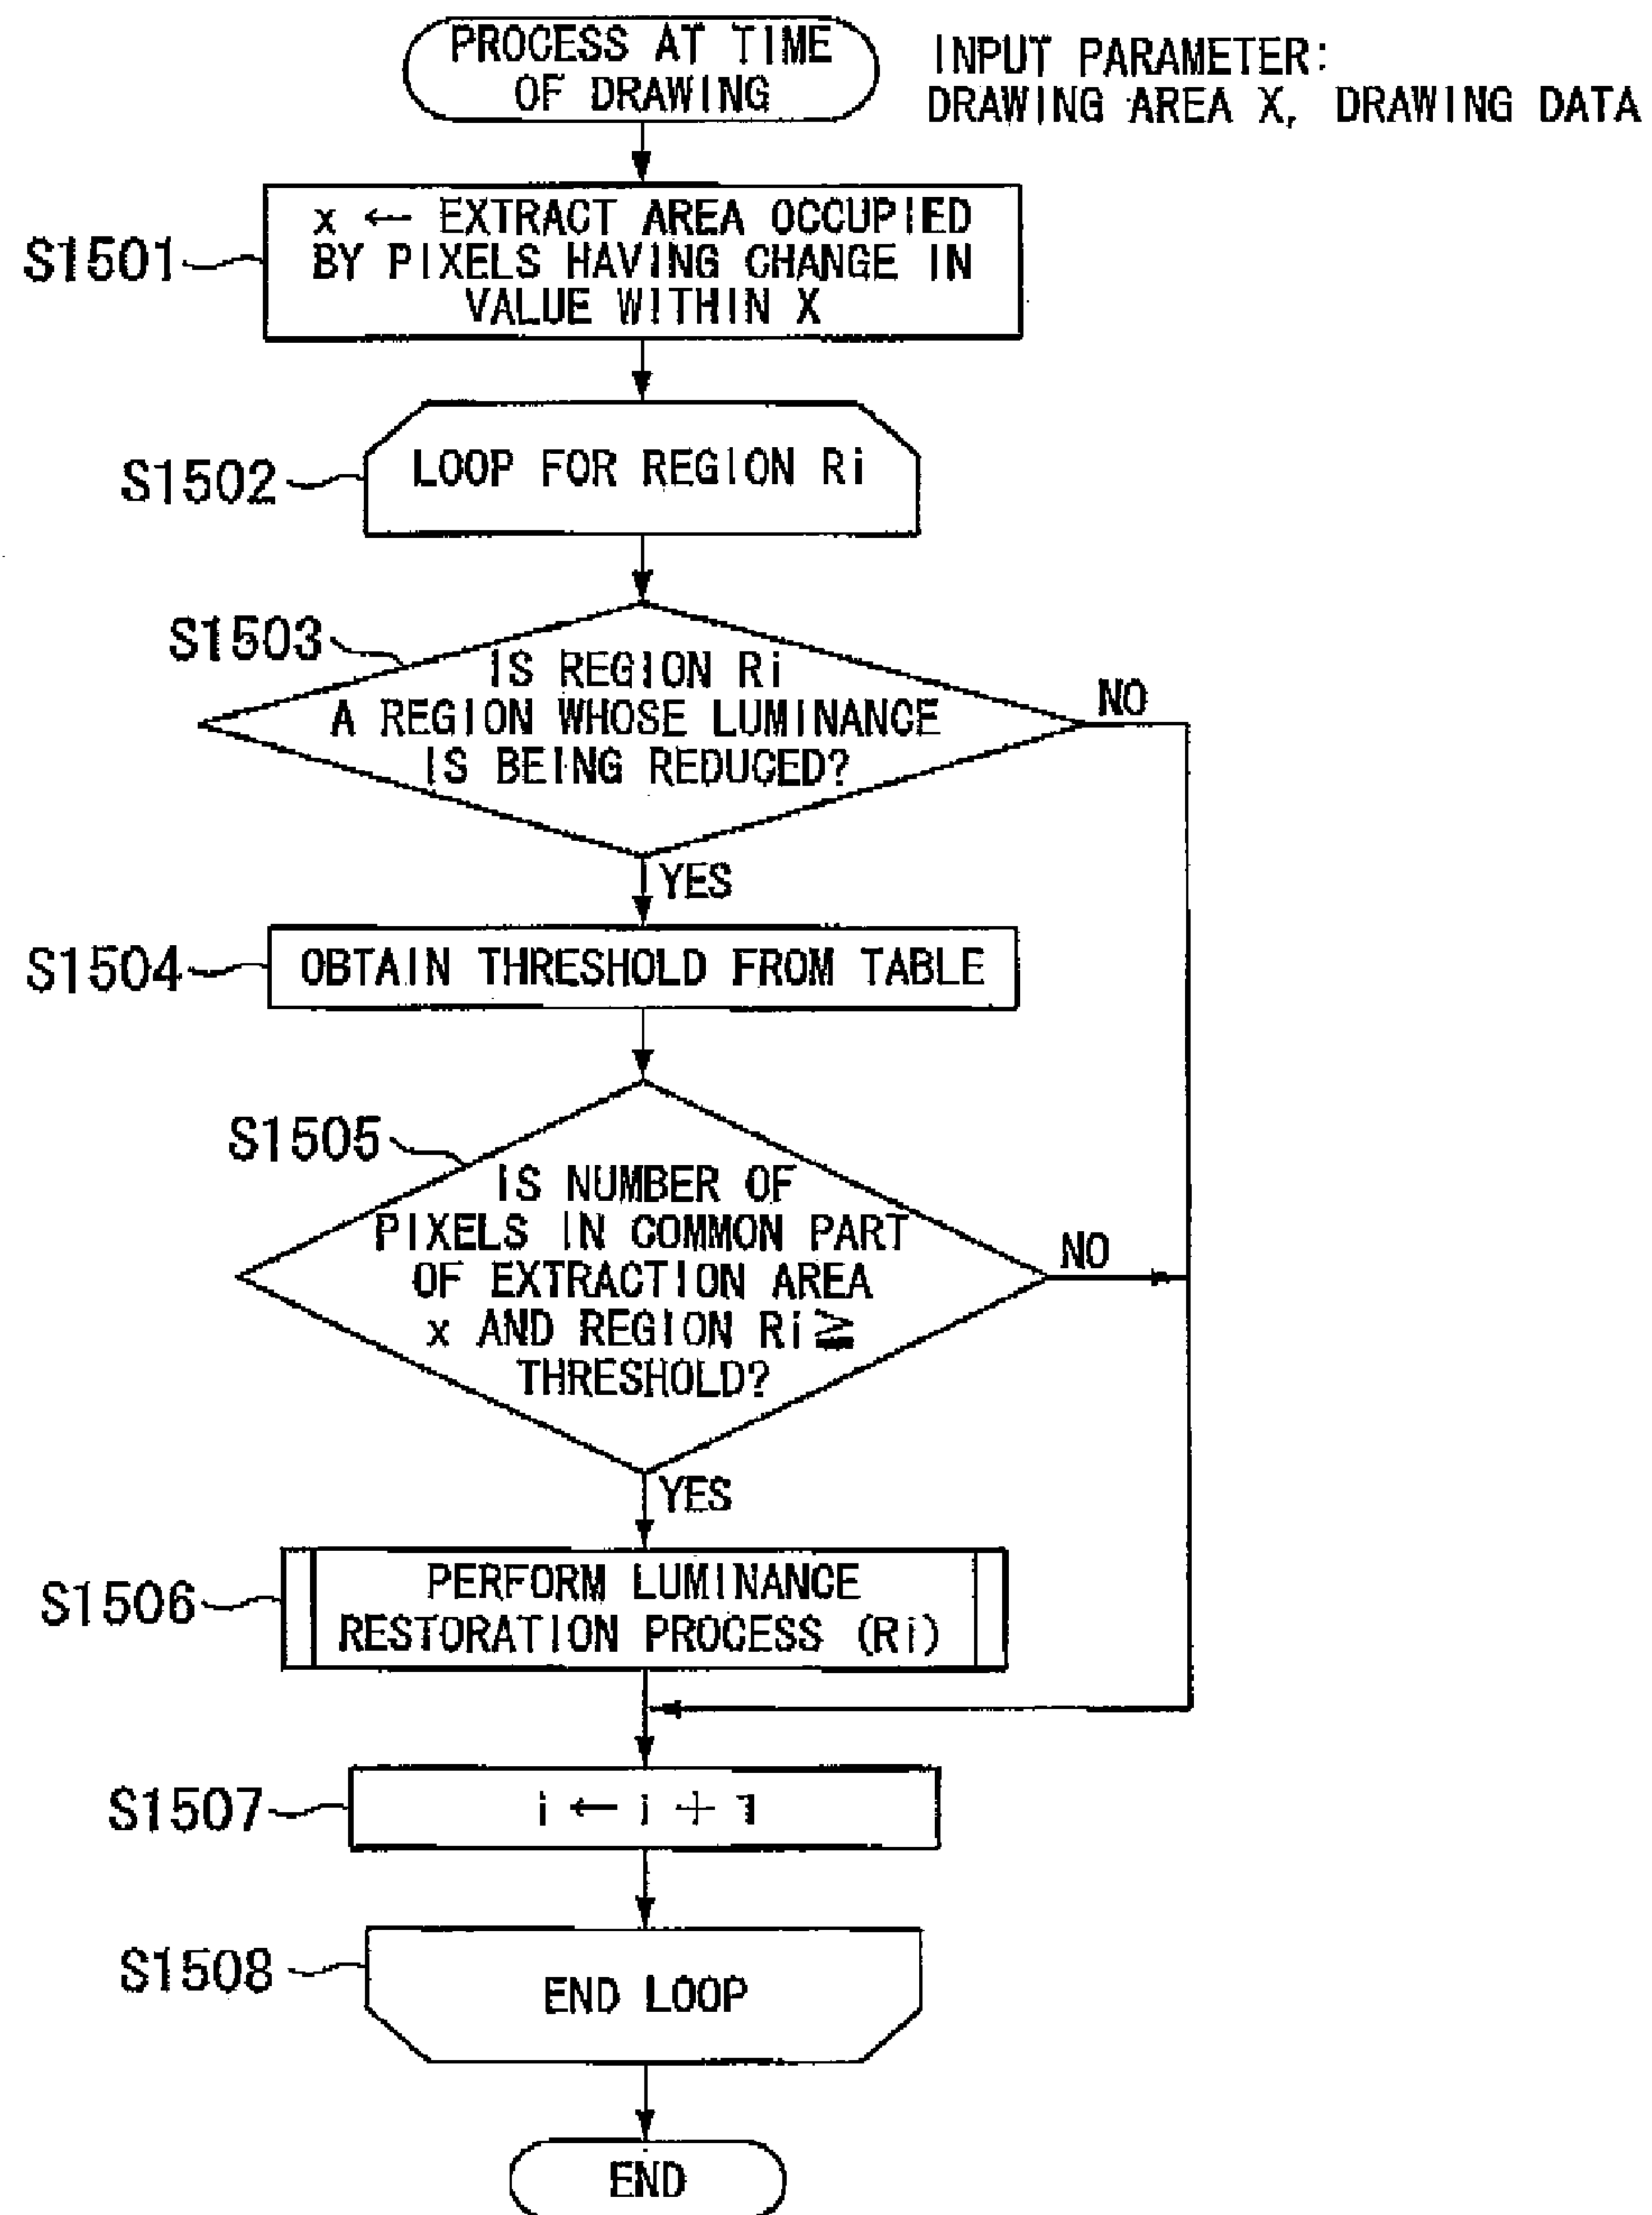 PROCESS AT TIME
OF DRAWING
INPUT PARAMETER:
DRAWING AREA X, DRAWING DATA
S1501
x ← EXTRACT AREA OCCUPIED
BY PIXELS HAVING CHANGE IN
VALUE WITHIN X
S1502
LOOP FOR REGION Ri
S1503
IS REGION Ri
A REGION WHOSE LUMINANCE
IS BEING REDUCED?
NO
YES
S1504
OBTAIN THRESHOLD FROM TABLE
S1505
IS NUMBER OF
PIXELS IN COMMON PART
OF EXTRACTION AREA
x AND REGION Ri≧
THRESHOLD?
NO
YES
S1506
PERFORM LUMINANCE
RESTORATION PROCESS (Ri)
S1507
i ← i + 1
S1508
END LOOP
END